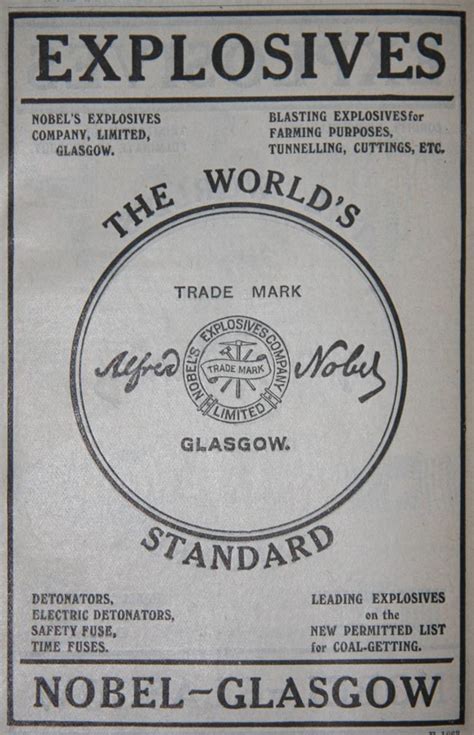 EXPLOSIVES
NOBEL'S EXPLOSIVES
COMPANY, LIMITED,
GLASGOW.
BLASTING EXPLOSIVES for
FARMING PURPOSES,
TUNNELLING, CUTTINGS, ETC.
THE WORLD'S
TRADE MARK
NOBEL'S EXPLOSIVES COMPANY
Alfred
TRADE MARK
Nobel
LIMITED
GLASGOW.
STANDARD
DETONATORS,
ELECTRIC DETONATORS,
SAFETY FUSE,
TIME FUSES.
LEADING EXPLOSIVES
on the
NEW PERMITTED LIST
for COAL-GETTING.
NOBEL~GLASGOW